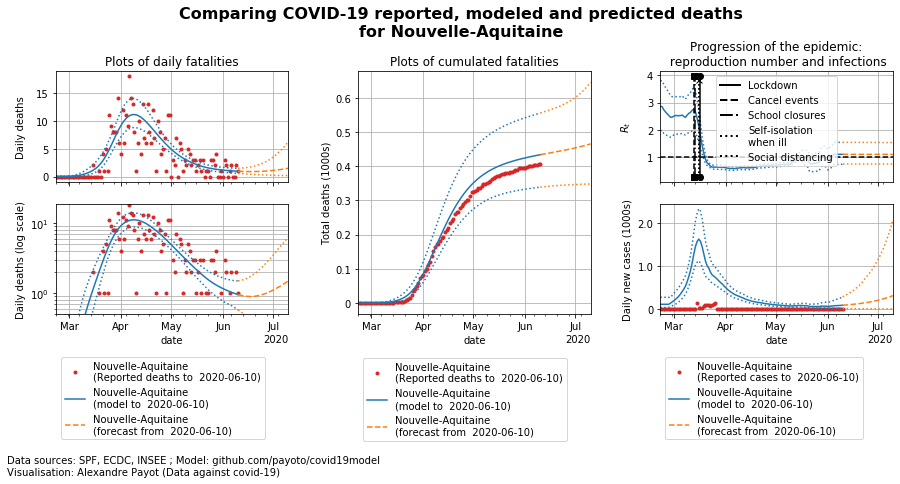 Comparing COVID-19 reported, modeled and predicted deaths
for Nouvelle-Aquitaine
Plots of daily fatalities
Daily deaths
15
10
5
0
Daily deaths (log scale)
10¹
10⁰
Mar
Apr
May
Jun
Jul
date
2020
Nouvelle-Aquitaine
(Reported deaths to 2020-06-10)
Nouvelle-Aquitaine
(model to 2020-06-10)
Nouvelle-Aquitaine
(forecast from 2020-06-10)
Plots of cumulated fatalities
Total deaths (1000s)
0.6
0.5
0.4
0.3
0.2
0.1
0
Mar
Apr
May
Jun
Jul
date
2020
Nouvelle-Aquitaine
(Reported deaths to 2020-06-10)
Nouvelle-Aquitaine
(model to 2020-06-10)
Nouvelle-Aquitaine
(forecast from 2020-06-10)
Progression of the epidemic:
reproduction number and infections
Rt
4
3
2
1
Lockdown
Cancel events
School closures
Self-isolation
when ill
Social distancing
Daily new cases (1000s)
2.0
1.0
0
Mar
Apr
May
Jun
Jul
date
2020
Nouvelle-Aquitaine
(Reported cases to 2020-06-10)
Nouvelle-Aquitaine
(model to 2020-06-10)
Nouvelle-Aquitaine
(forecast from 2020-06-10)
Data sources: SPF, ECDC, INSEE ; Model: github.com/payoto/covid19model
Visualisation: Alexandre Payot (Data against covid-19)